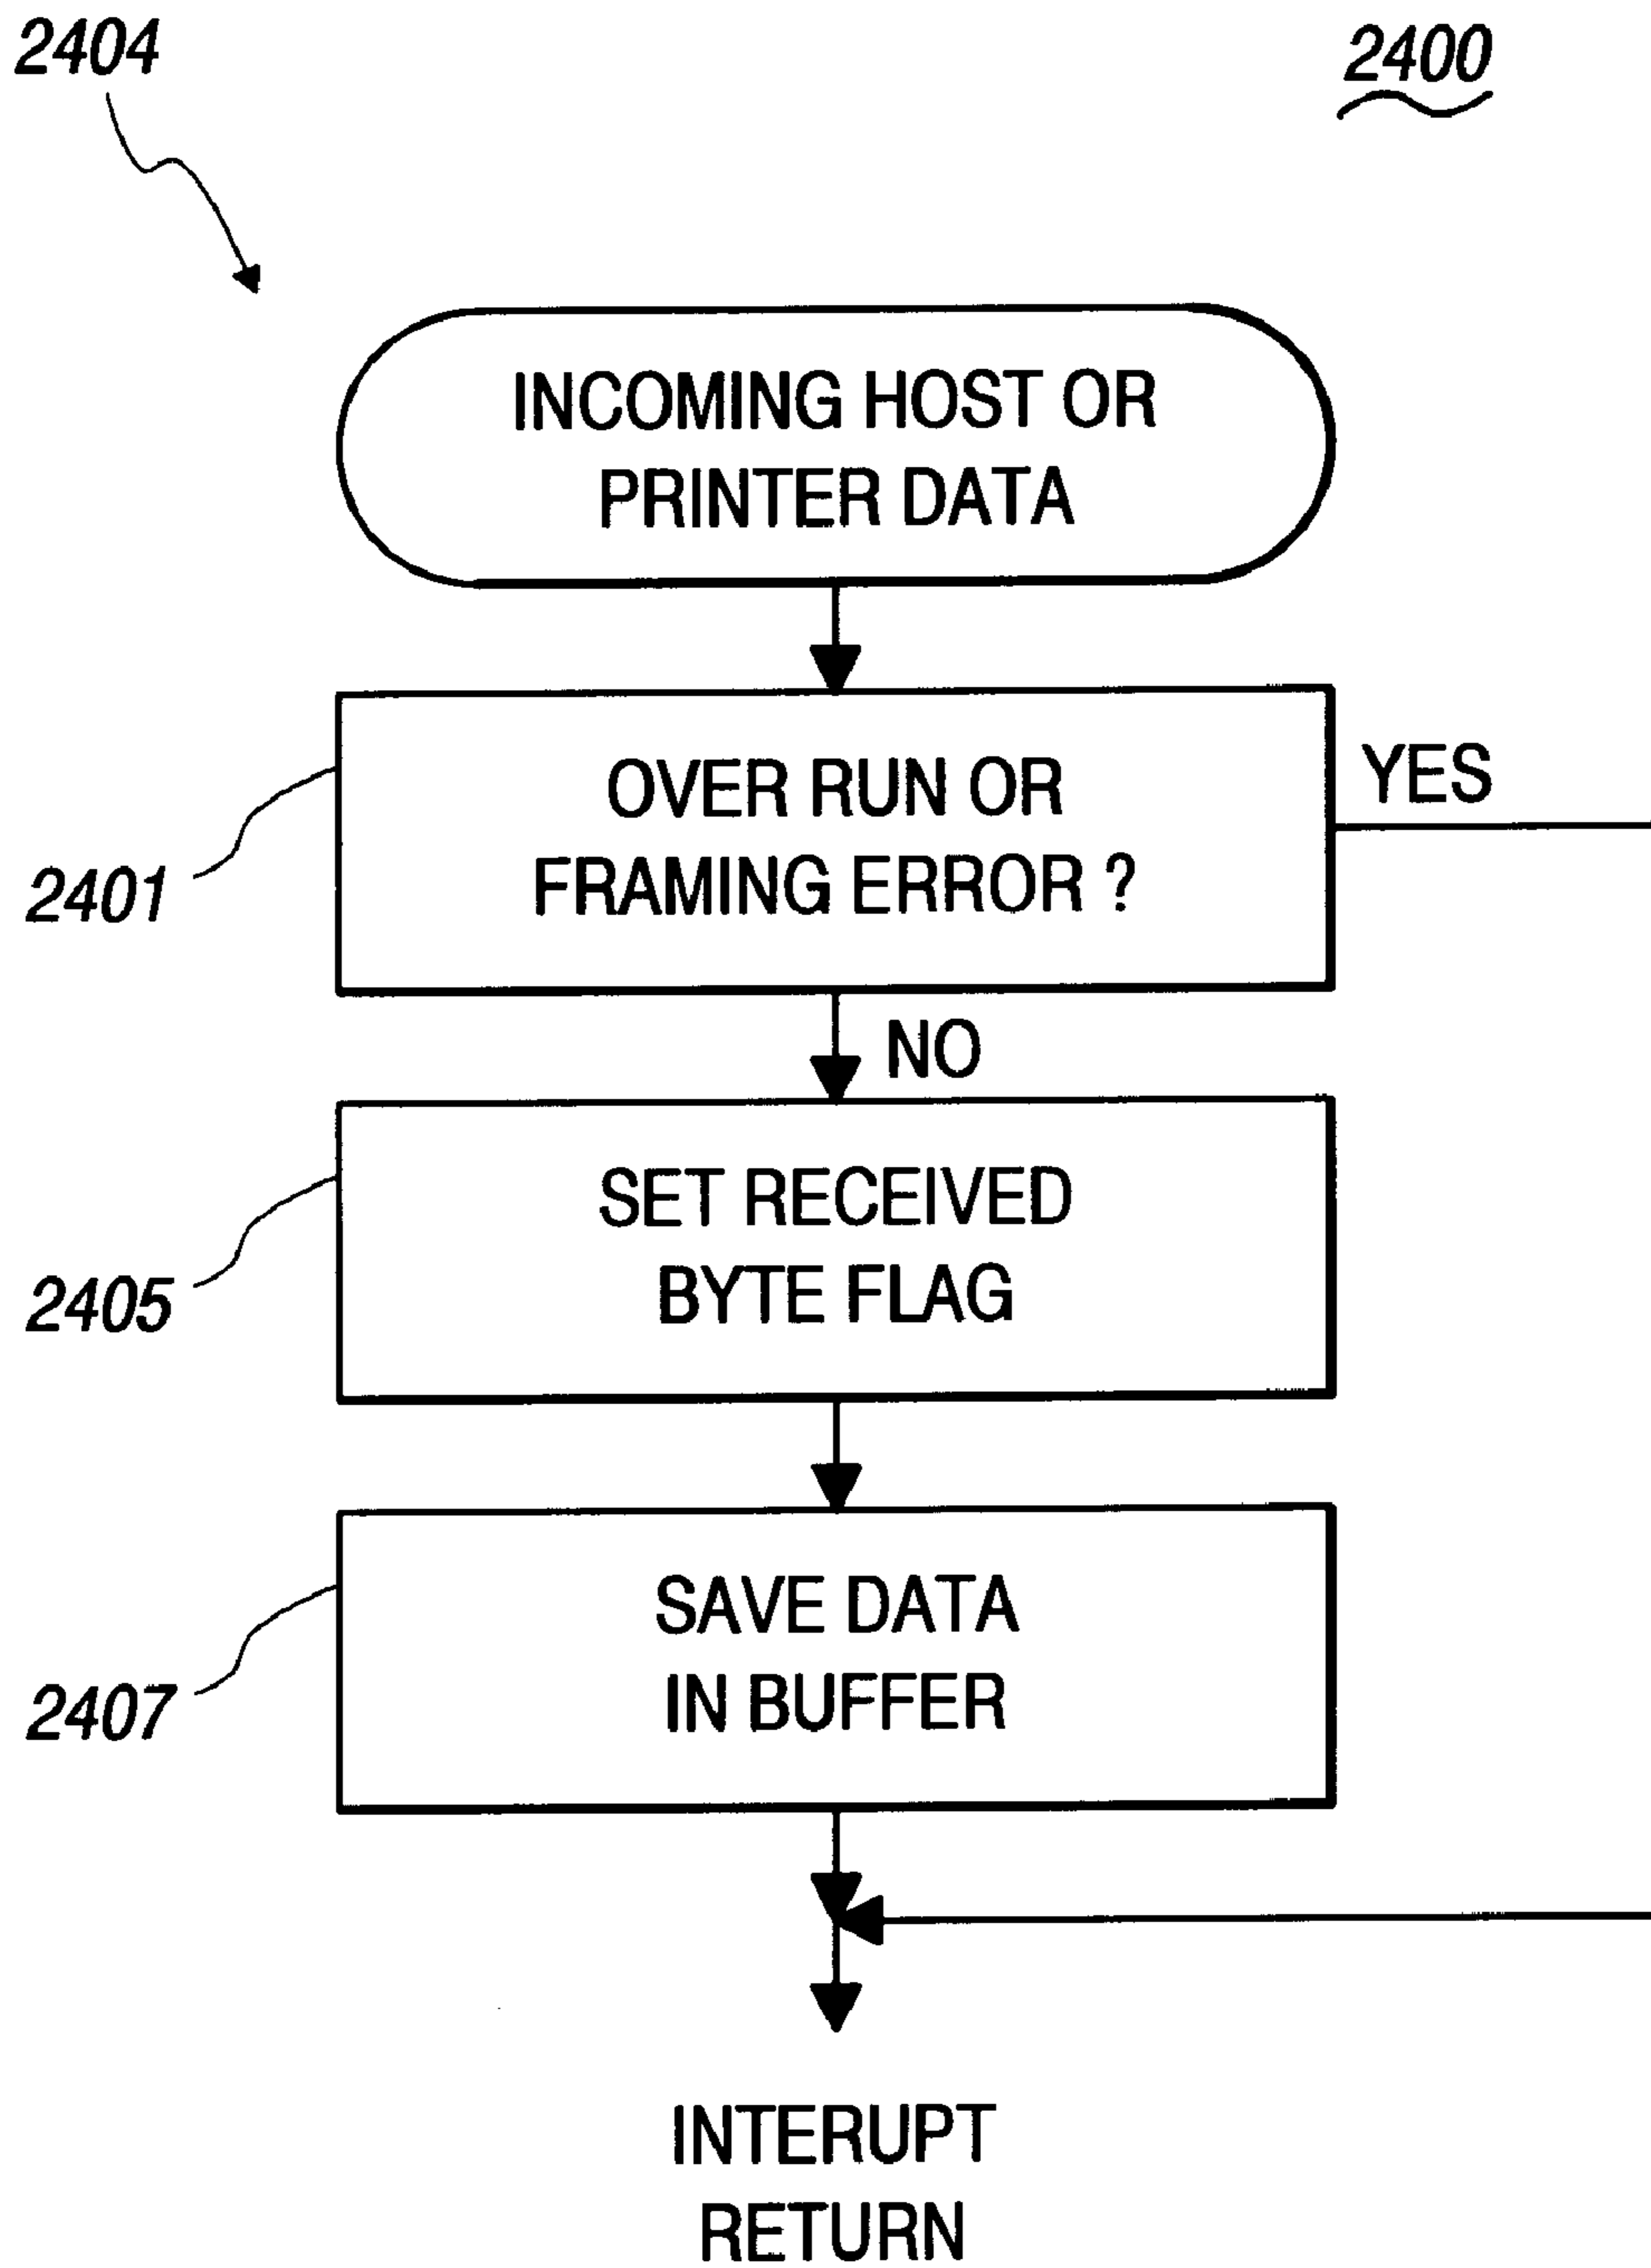 2404
2400
INCOMING HOST OR
PRINTER DATA
OVER RUN OR
FRAMING ERROR ?
YES
2401
NO
SET RECEIVED
BYTE FLAG
2405
SAVE DATA
IN BUFFER
2407
INTERUPT
RETURN